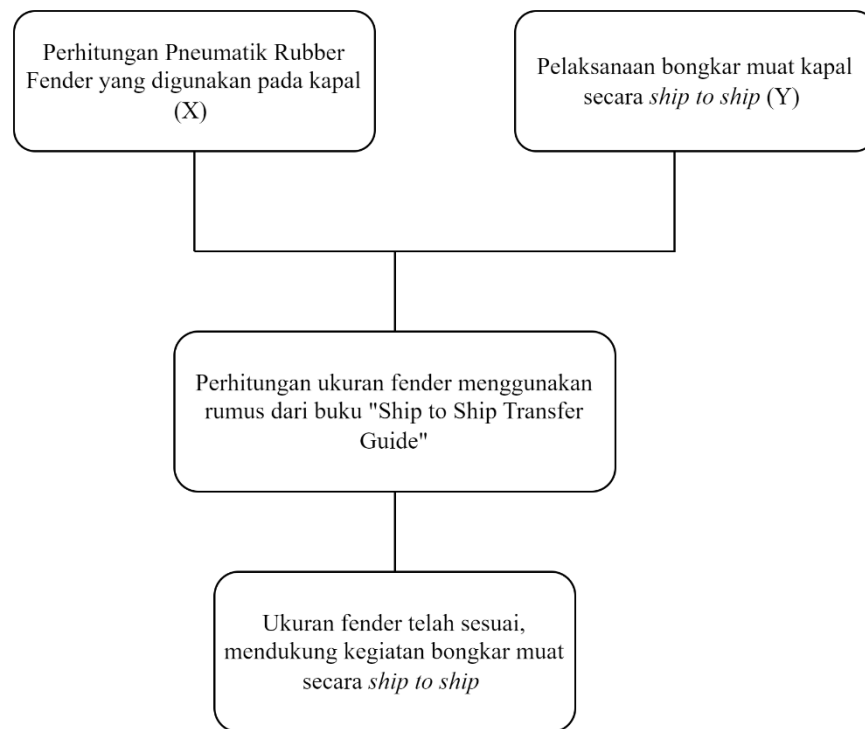 Perhitungan Pneumatik Rubber
Fender yang digunakan pada kapal
(X)
Pelaksanaan bongkar muat kapal
secara ship to ship (Y)
Perhitungan ukuran fender menggunakan
rumus dari buku "Ship to Ship Transfer
Guide"
Ukuran fender telah sesuai,
mendukung kegiatan bongkar muat
secara ship to ship